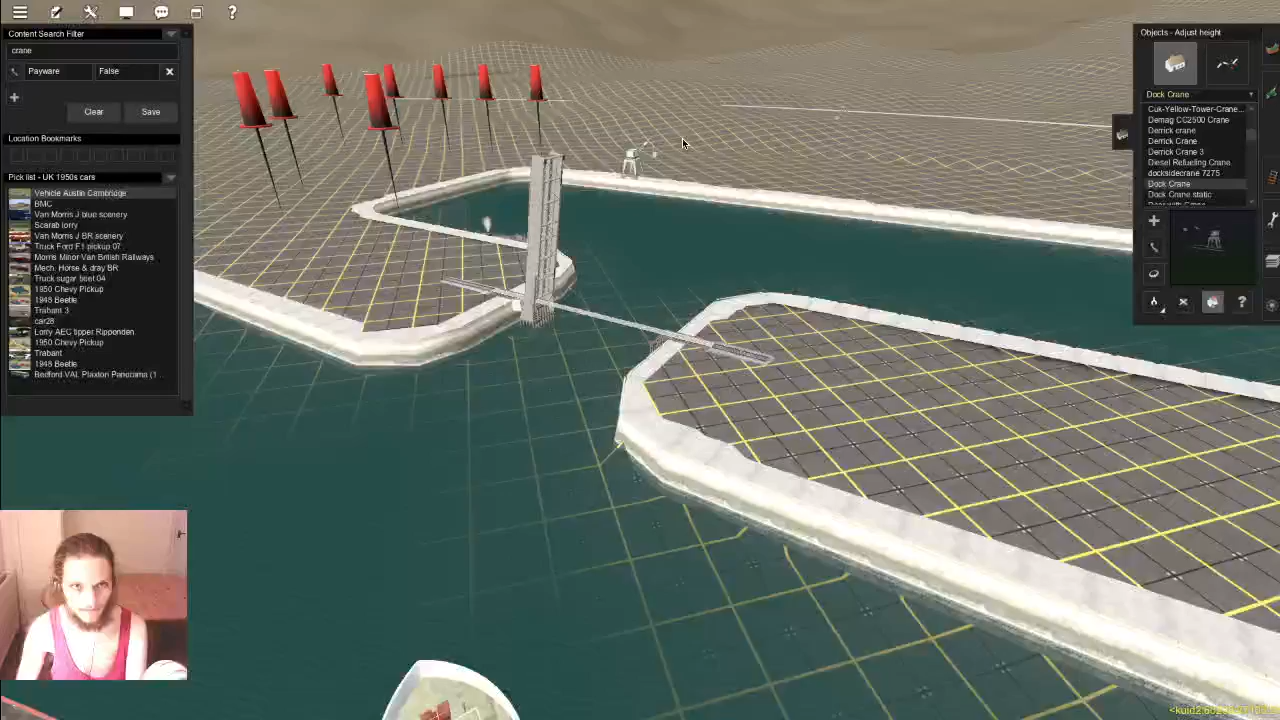 Content Search Filter
crane
Payware False
Clear Save
Location Bookmarks
Pick list - UK 1950s cars
Vehicle Austin Cambridge
BMC
Van Morris J blue scenery
Scarab lorry
Van Morris J BR scenery
Truck Ford F1 pickup 07
Morris Minor Van British Railways
Mech. Horse & dray BR
Truck sugar beet 04
1950 Chevy Pickup
1948 Beetle
Trabant 3
car28
Lorry AEC tipper Ripponden
1950 Chevy Pickup
Trabant
1948 Beetle
Bedford VAL Plaxton Panorama (1 ...
Objects - Adjust height
Dock Crane
Cuk-Yellow-Tower-Crane...
Demag CC2500 Crane
Derrick crane
Derrick Crane
Derrick Crane 3
Diesel Refueling Crane
docksidecrane 7275
Dock Crane
Dock Crane static